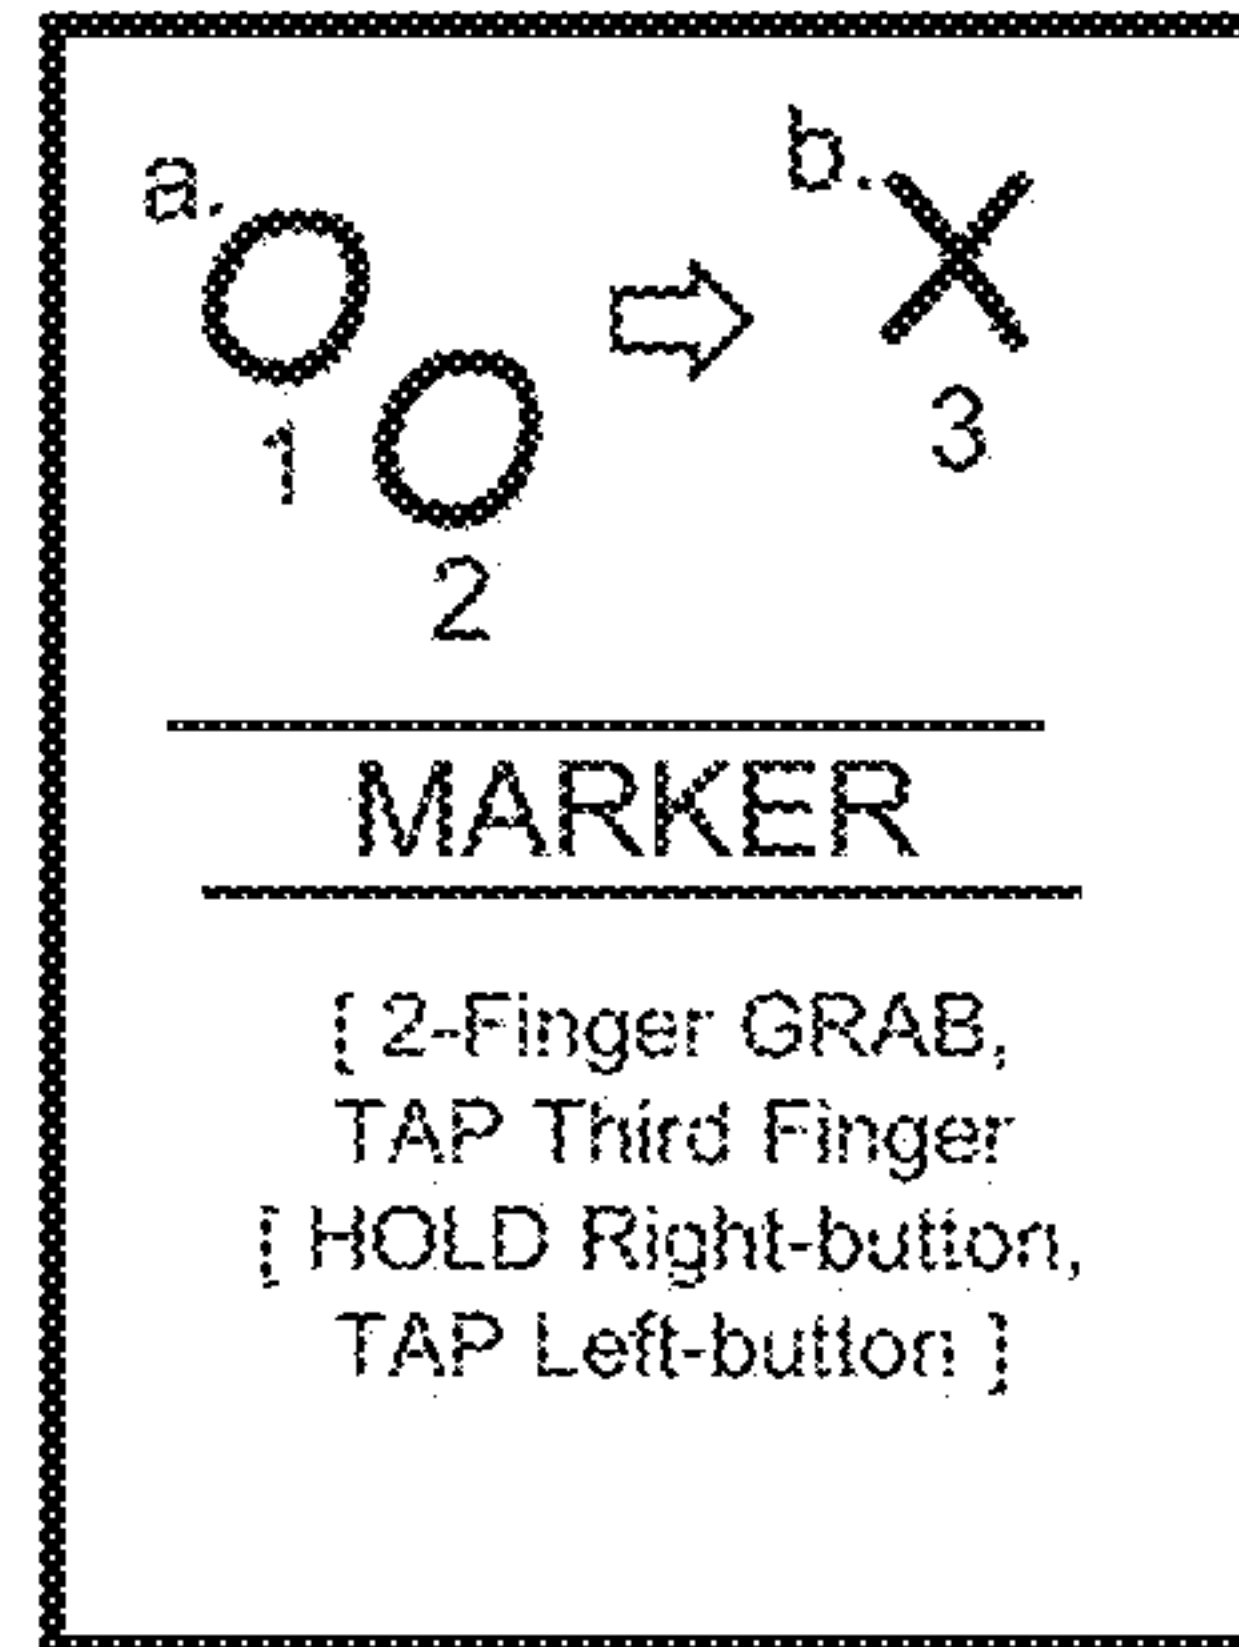 a.
b.
1
2
3
MARKER
[ 2-Finger GRAB,
TAP Third Finger
[ HOLD Right-button,
TAP Left-button ]